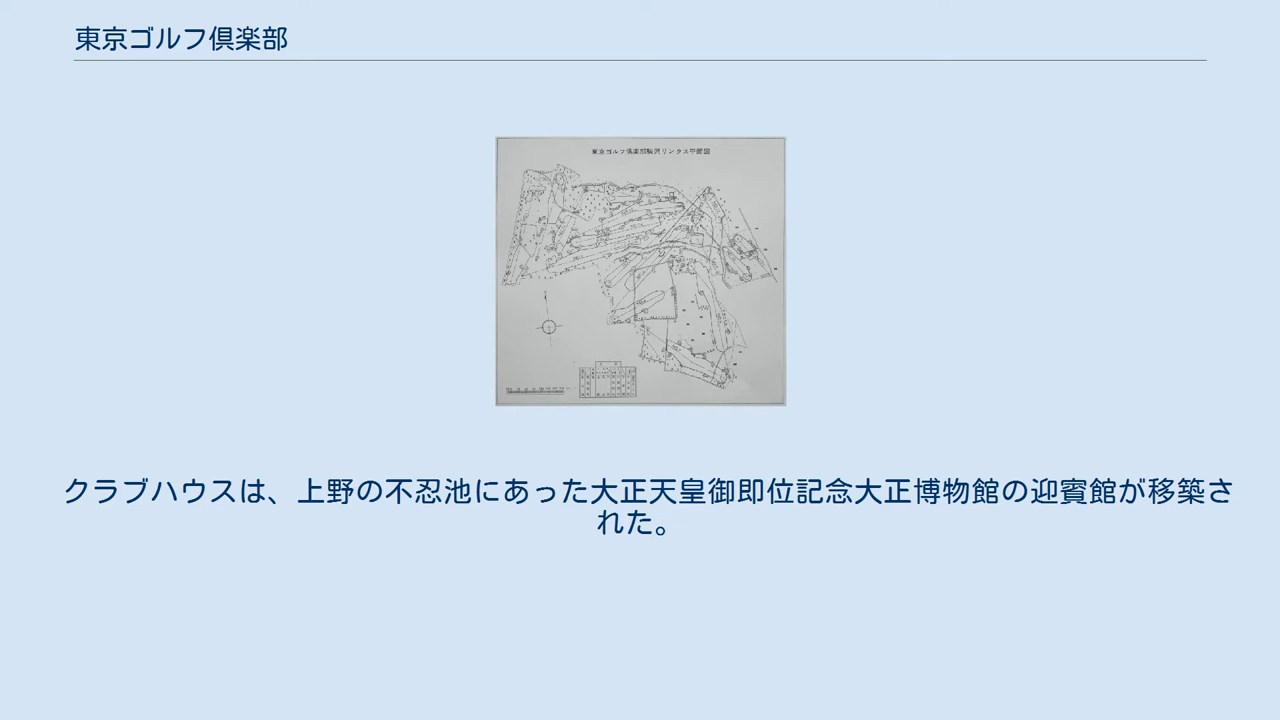 東京ゴルフ倶楽部
東京ゴルフ倶楽部駒沢リンクス平面図
クラブハウスは、上野の不忍池にあった大正天皇御即位記念大正博物館の迎賓館が移築さ
れた。